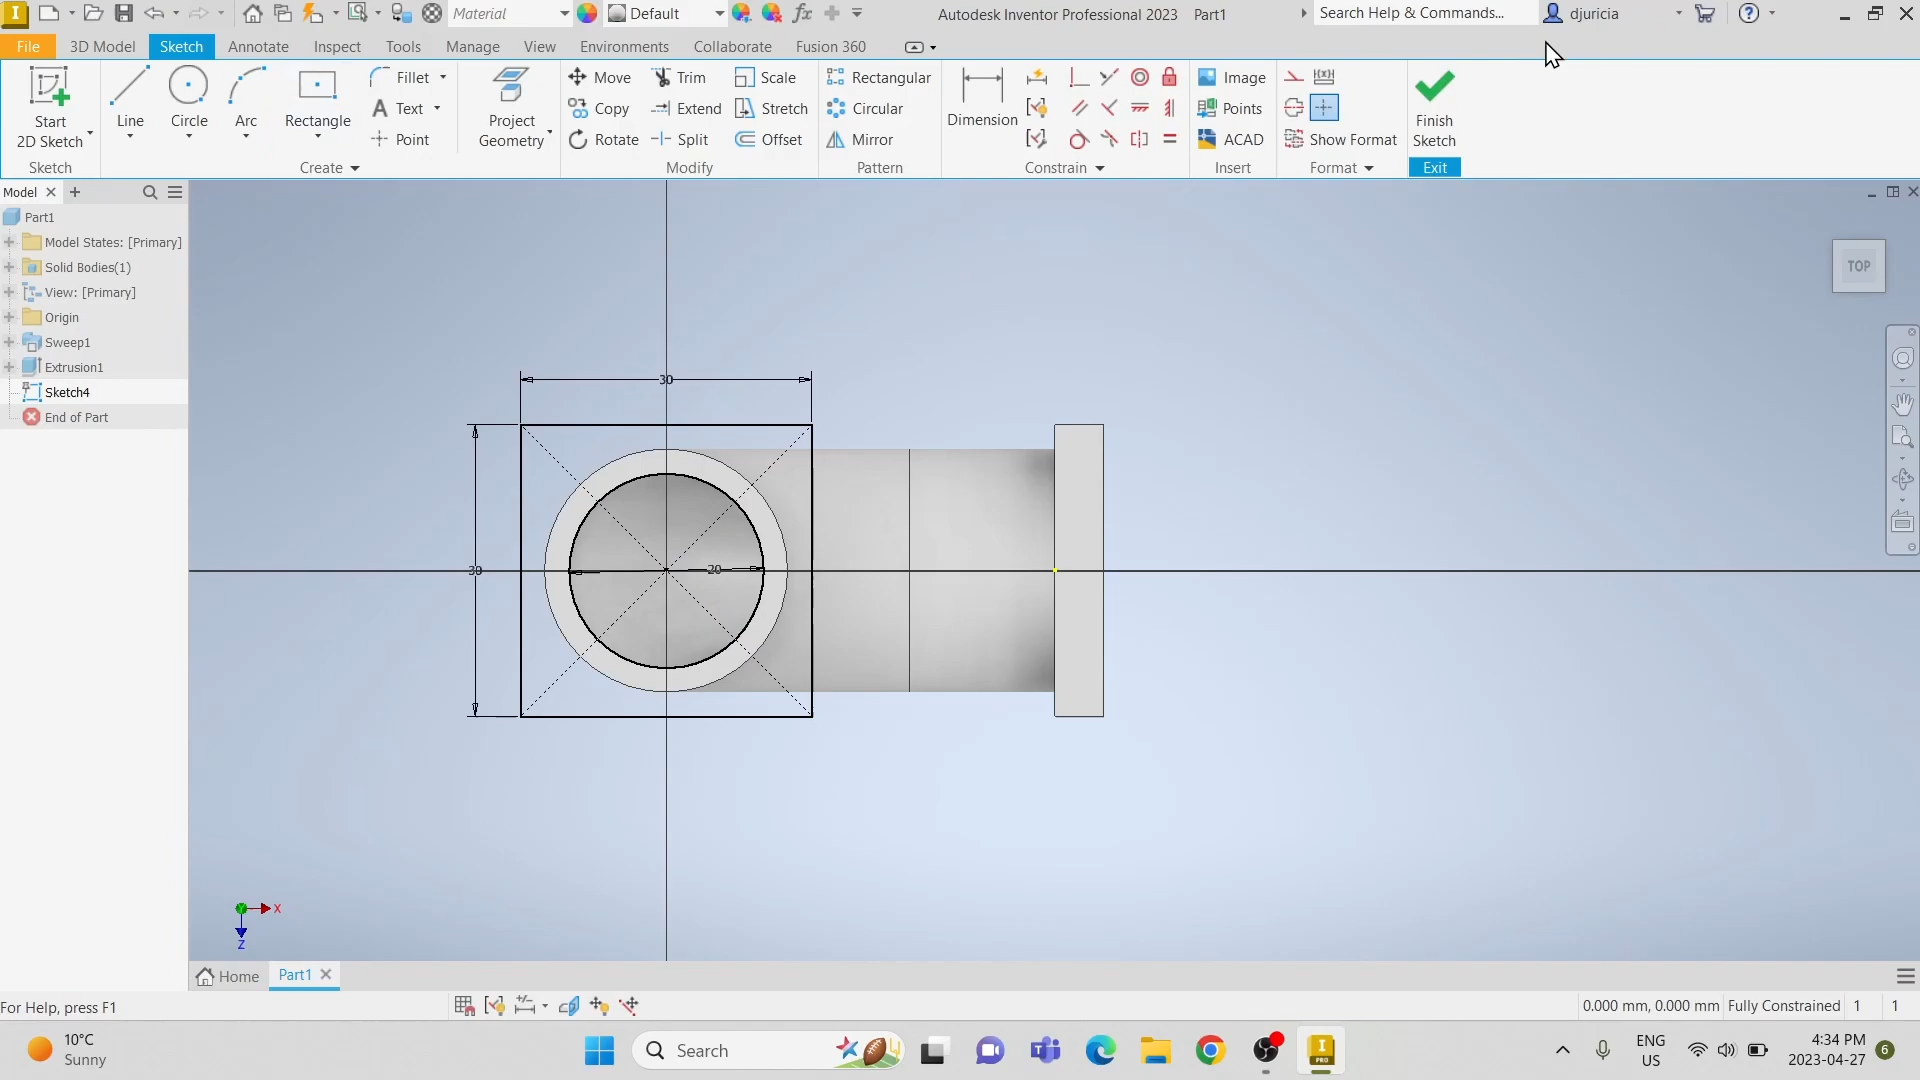 Material
Default
Autodesk Inventor Professional 2023 Part1
Search Help & Commands...
djuricia
File
3D Model
Sketch
Annotate
Inspect
Tools
Manage
View
Environments
Collaborate
Fusion 360
Start
2D Sketch
Sketch
Line
Circle
Arc
Rectangle
Fillet
Text
Point
Create
Project
Geometry
Move
Copy
Rotate
Trim
Extend
Split
Scale
Stretch
Offset
Modify
Rectangular
Circular
Mirror
Pattern
Dimension
Constrain
Image
Points
ACAD
Insert
Show Format
Format
Finish
Sketch
Exit
Model
Part1
Model States: [Primary]
Solid Bodies(1)
View: [Primary]
Origin
Sweep1
Extrusion1
Sketch4
End of Part
TOP
30
30
20
X
Z
Home
Part1
For Help, press F1
0.000 mm, 0.000 mm
Fully Constrained
1
1
10°C
Sunny
Search
PRO
ENG
US
4:34 PM
2023-04-27
6